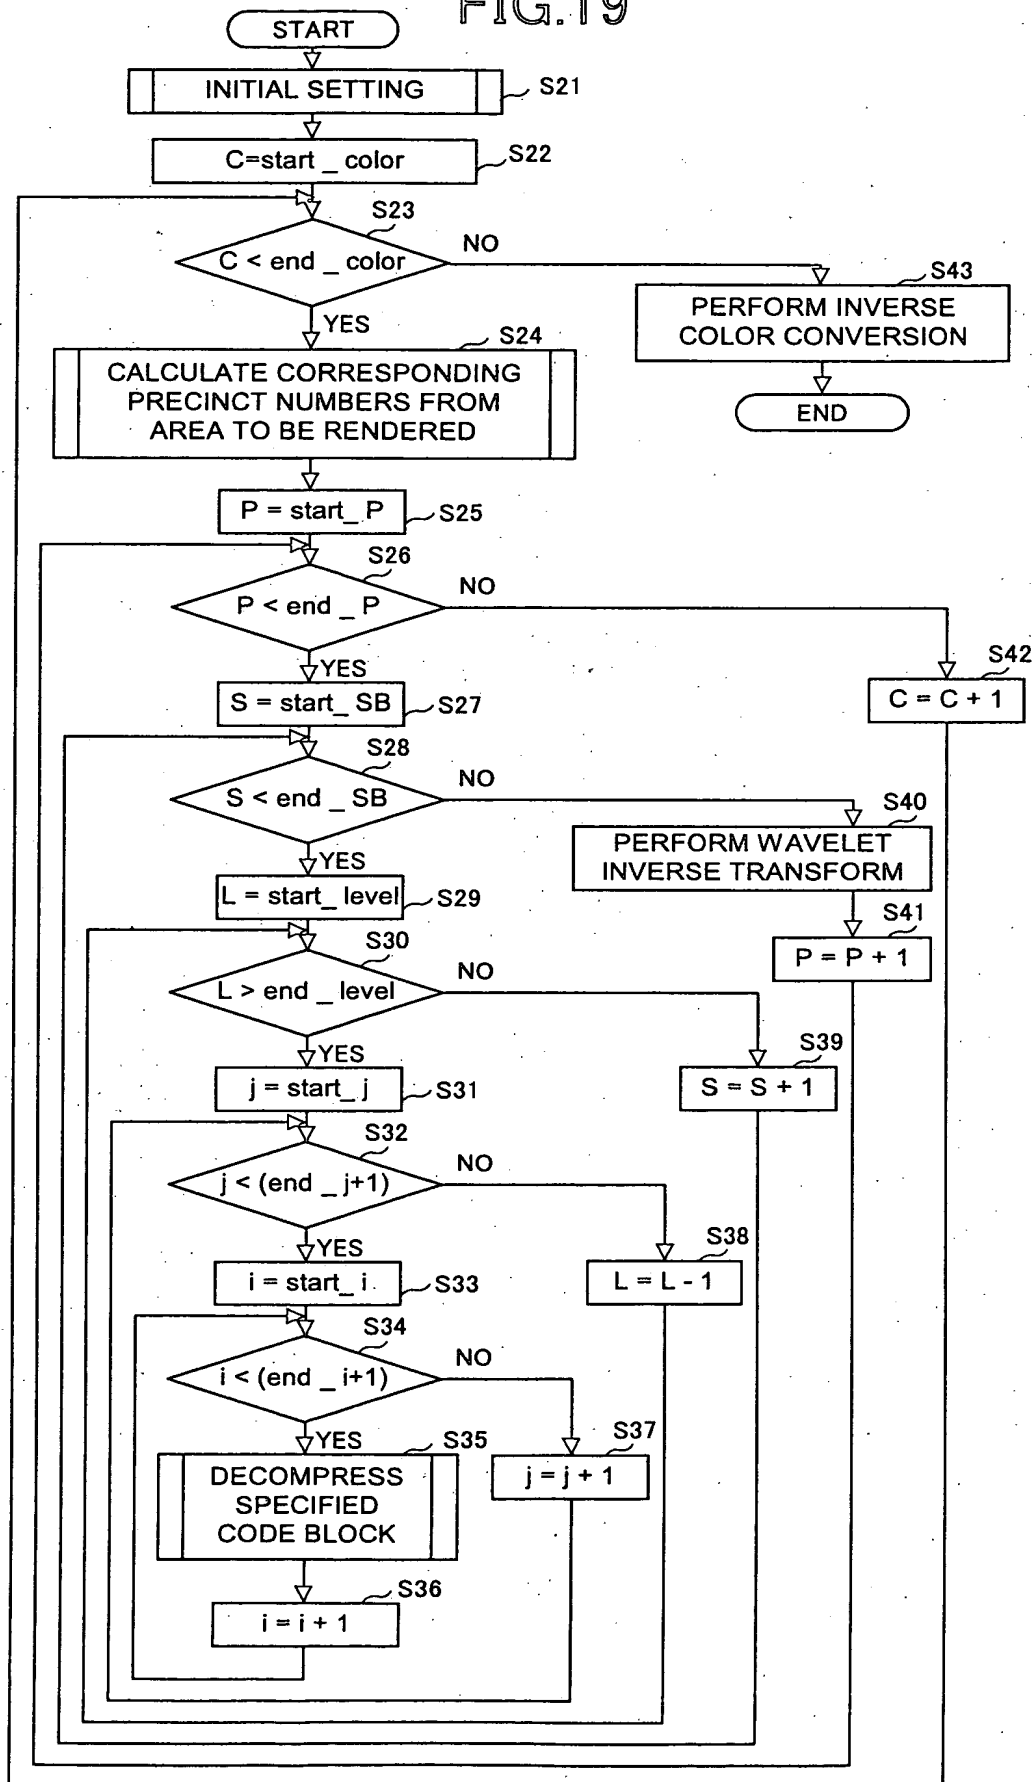 FIG.19
START
INITIAL SETTING
S21
C=start _ color
S22
S23
C < end _ color
NO
YES
S43
PERFORM INVERSE
COLOR CONVERSION
END
S24
CALCULATE CORRESPONDING
PRECINCT NUMBERS FROM
AREA TO BE RENDERED
P = start_ P
S25
S26
P < end _ P
NO
YES
S42
C = C + 1
S = start_ SB
S27
S28
S < end _ SB
NO
YES
S40
PERFORM WAVELET
INVERSE TRANSFORM
L = start_ level
S29
S41
P = P + 1
S30
L > end _ level
NO
YES
S39
S = S + 1
j = start_ j
S31
S32
j < (end _ j+1)
NO
YES
S38
L = L - 1
i = start_ i
S33
S34
i < (end _ i+1)
NO
YES
S37
j = j + 1
S35
DECOMPRESS
SPECIFIED
CODE BLOCK
S36
i = i + 1